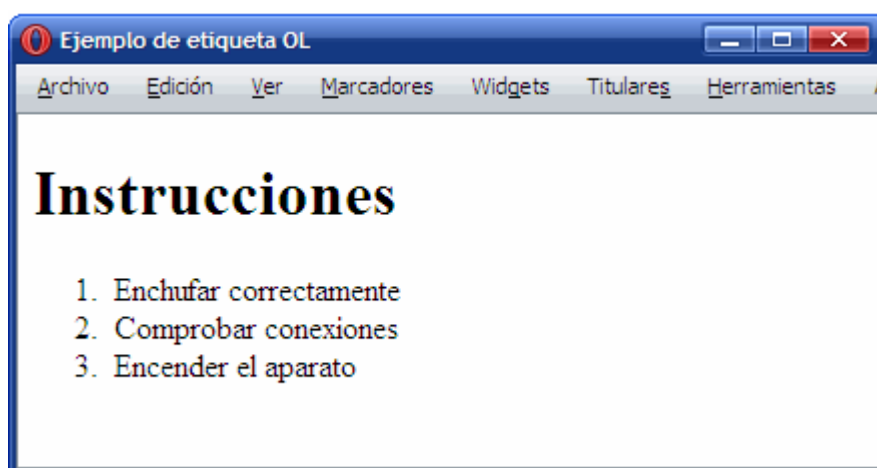 Ejemplo de etiqueta OL
Archivo Edición Ver Marcadores Widgets Titulares Herramientas
Instrucciones
1. Enchufar correctamente
2. Comprobar conexiones
3. Encender el aparato